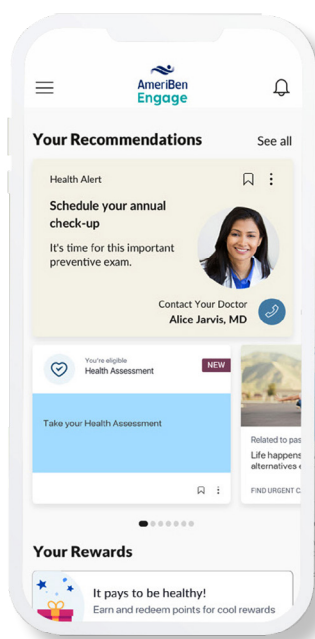 AmeriBen
Engage
Your Recommendations
See all
Health Alert
Schedule your annual
check-up
It's time for this important
preventive exam.
Contact Your Doctor
Alice Jarvis, MD
You're eligible
Health Assessment
NEW
Take your Health Assessment
Related to pas
Life happens
alternatives
FIND URGENT C
Your Rewards
It pays to be healthy!
Earn and redeem points for cool rewards